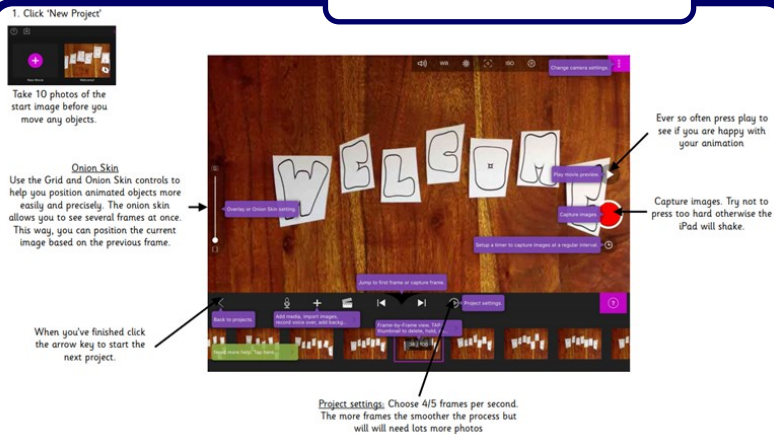 1. Click 'New Project'
New Movie
Take 10 photos of the
start image before you
move any objects.
Onion Skin
Use the Grid and Onion Skin controls to
help you position animated objects more
easily and precisely. The onion skin
allows you to see several frames at once.
This way, you can position the current
image based on the previous frame.
When you've finished click
the arrow key to start the
next project.
WB
ISO
Change camera settings.
WELCOME
Play movie preview.
Overlay or Onion Skin setting.
Capture images.
Setup a timer to capture images at a regular interval.
Jump to first frame or capture frame.
Project settings.
Back to projects.
Add media, import images,
record voice over, add backg...
Frame-by-Frame view. TAP
thumbnail to delete, hold,
Need more help. Tap here.
Ever so often press play to
see if you are happy with
your animation
Capture images. Try not to
press too hard otherwise the
iPad will shake.
Project settings: Choose 4/5 frames per second.
The more frames the smoother the process but
will will need lots more photos